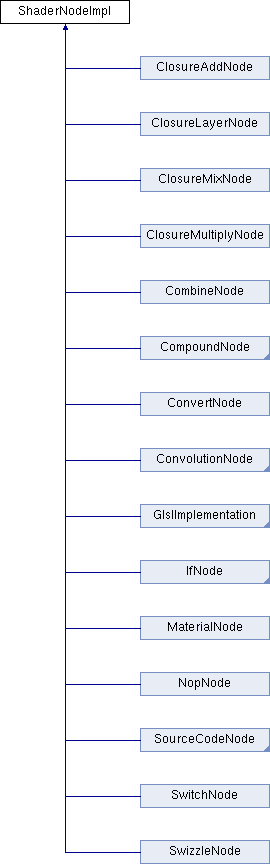 ShaderNodeImpl
ClosureAddNode
ClosureLayerNode
ClosureMixNode
ClosureMultiplyNode
CombineNode
CompoundNode
ConvertNode
ConvolutionNode
GlslImplementation
IfNode
MaterialNode
NopNode
SourceCodeNode
SwitchNode
SwizzleNode